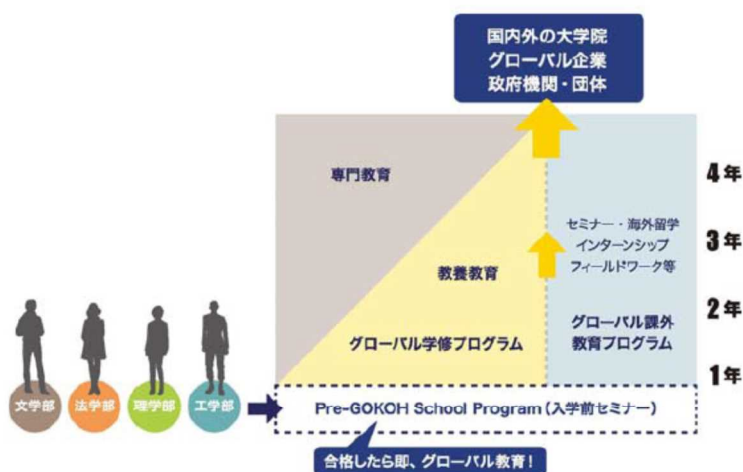 国内外の大学院
グローバル企業
政府機関・団体
専門教育
4年
セミナー・海外留学
インターンシップ
フィールドワーク等
3年
教養教育
2年
グローバル学修プログラム
グローバル課外
教育プログラム
1年
文学部
法学部
理学部
工学部
Pre-GOKOH School Program (入学前セミナー)
合格したら即、グローバル教育!